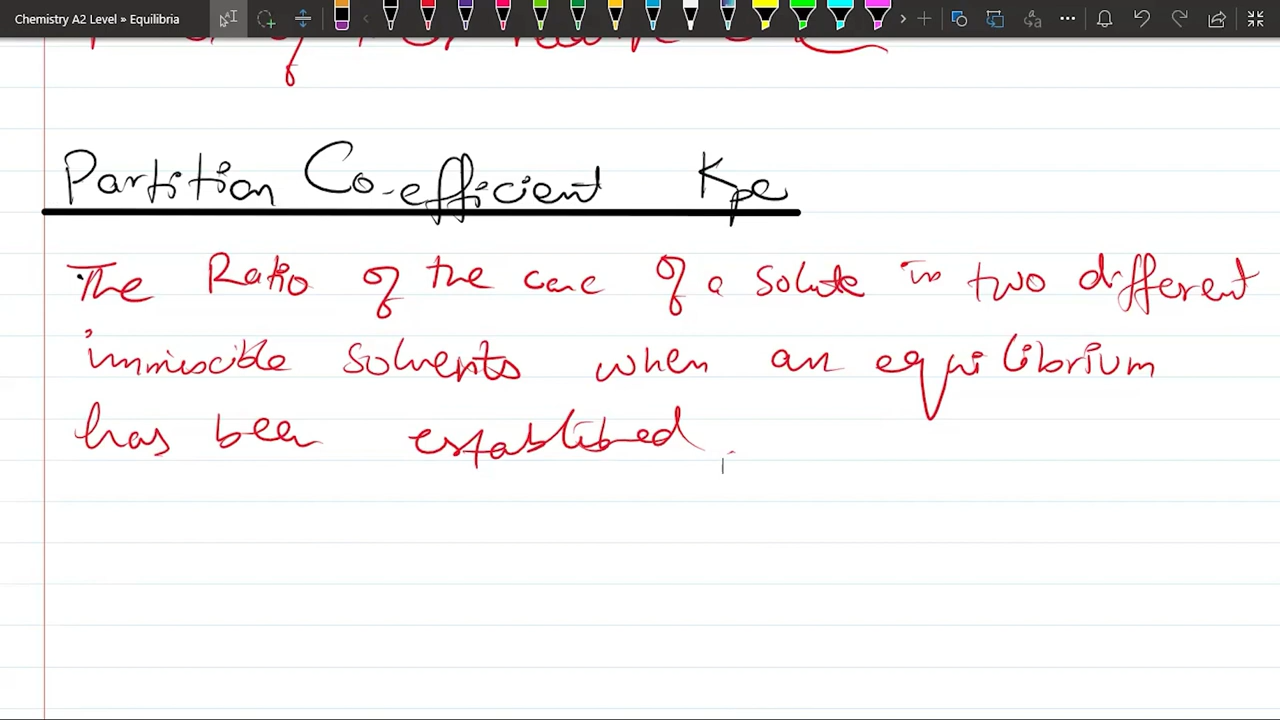 Chemistry A2 Level » Equilibria
Partition Co-efficient Kpc
The Ratio of the conc of a solute in two different
immiscible solvents when an equilibrium
has been established.